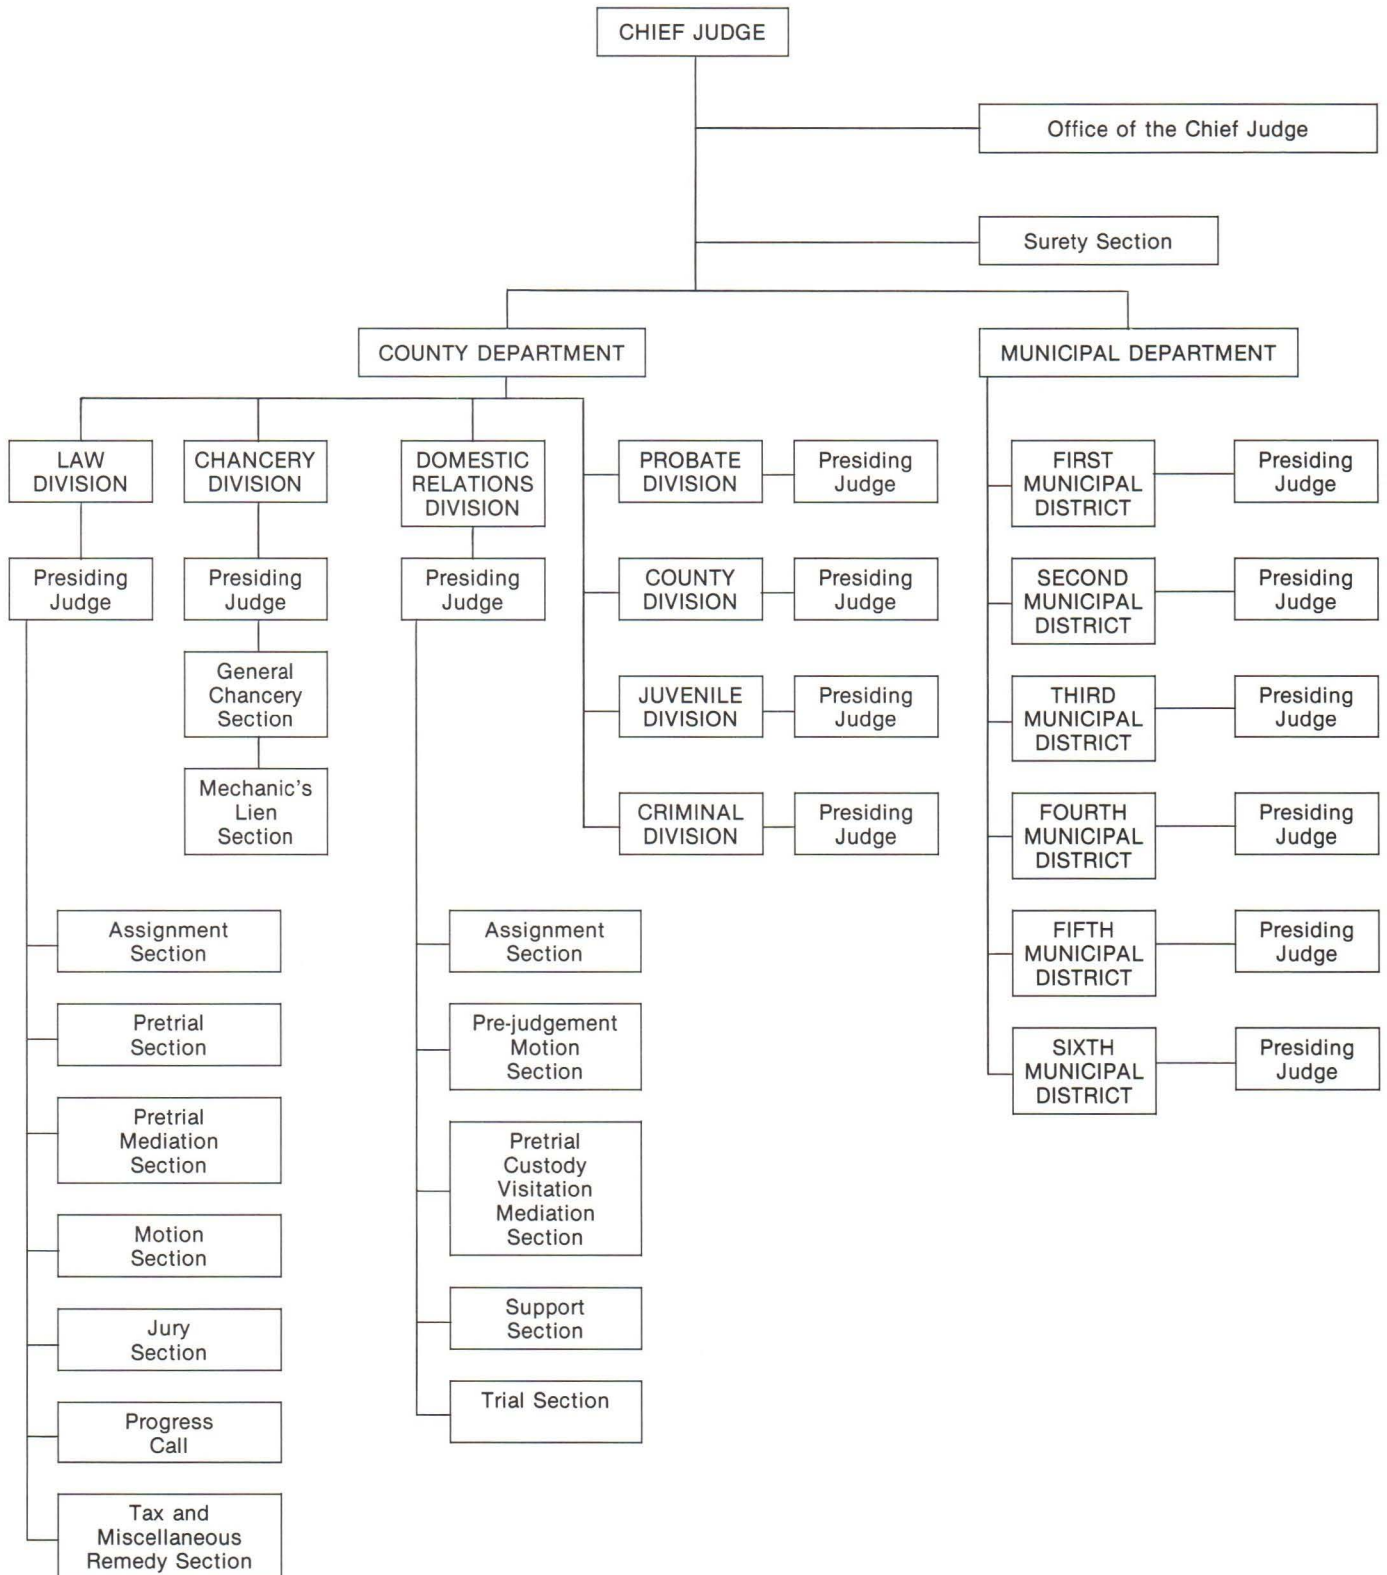 CHIEF JUDGE
Office of the Chief Judge
Surety Section
COUNTY DEPARTMENT
MUNICIPAL DEPARTMENT
LAW
DIVISION
Presiding
Judge
Assignment
Section
Pretrial
Section
Pretrial
Mediation
Section
Motion
Section
Jury
Section
Progress
Call
Tax and
Miscellaneous
Remedy Section
CHANCERY
DIVISION
Presiding
Judge
General
Chancery
Section
Mechanic's
Lien
Section
DOMESTIC
RELATIONS
DIVISION
Presiding
Judge
Assignment
Section
Pre-judgement
Motion
Section
Pretrial
Custody
Visitation
Mediation
Section
Support
Section
Trial Section
PROBATE
DIVISION
Presiding
Judge
COUNTY
DIVISION
Presiding
Judge
JUVENILE
DIVISION
Presiding
Judge
CRIMINAL
DIVISION
Presiding
Judge
FIRST
MUNICIPAL
DISTRICT
Presiding
Judge
SECOND
MUNICIPAL
DISTRICT
Presiding
Judge
THIRD
MUNICIPAL
DISTRICT
Presiding
Judge
FOURTH
MUNICIPAL
DISTRICT
Presiding
Judge
FIFTH
MUNICIPAL
DISTRICT
Presiding
Judge
SIXTH
MUNICIPAL
DISTRICT
Presiding
Judge